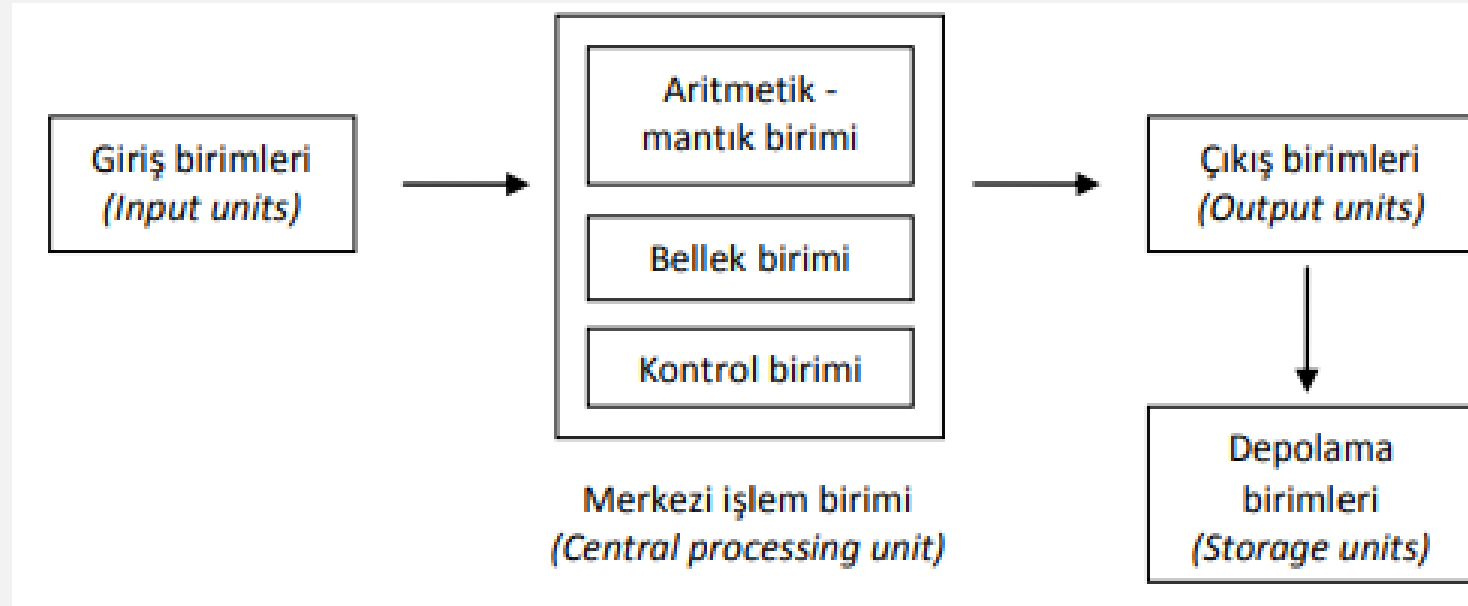 Giriş birimleri
(Input units)
Aritmetik -
mantık birimi
Bellek birimi
Kontrol birimi
Merkezi işlem birimi
(Central processing unit)
Çıkış birimleri
(Output units)
Depolama
birimleri
(Storage units)